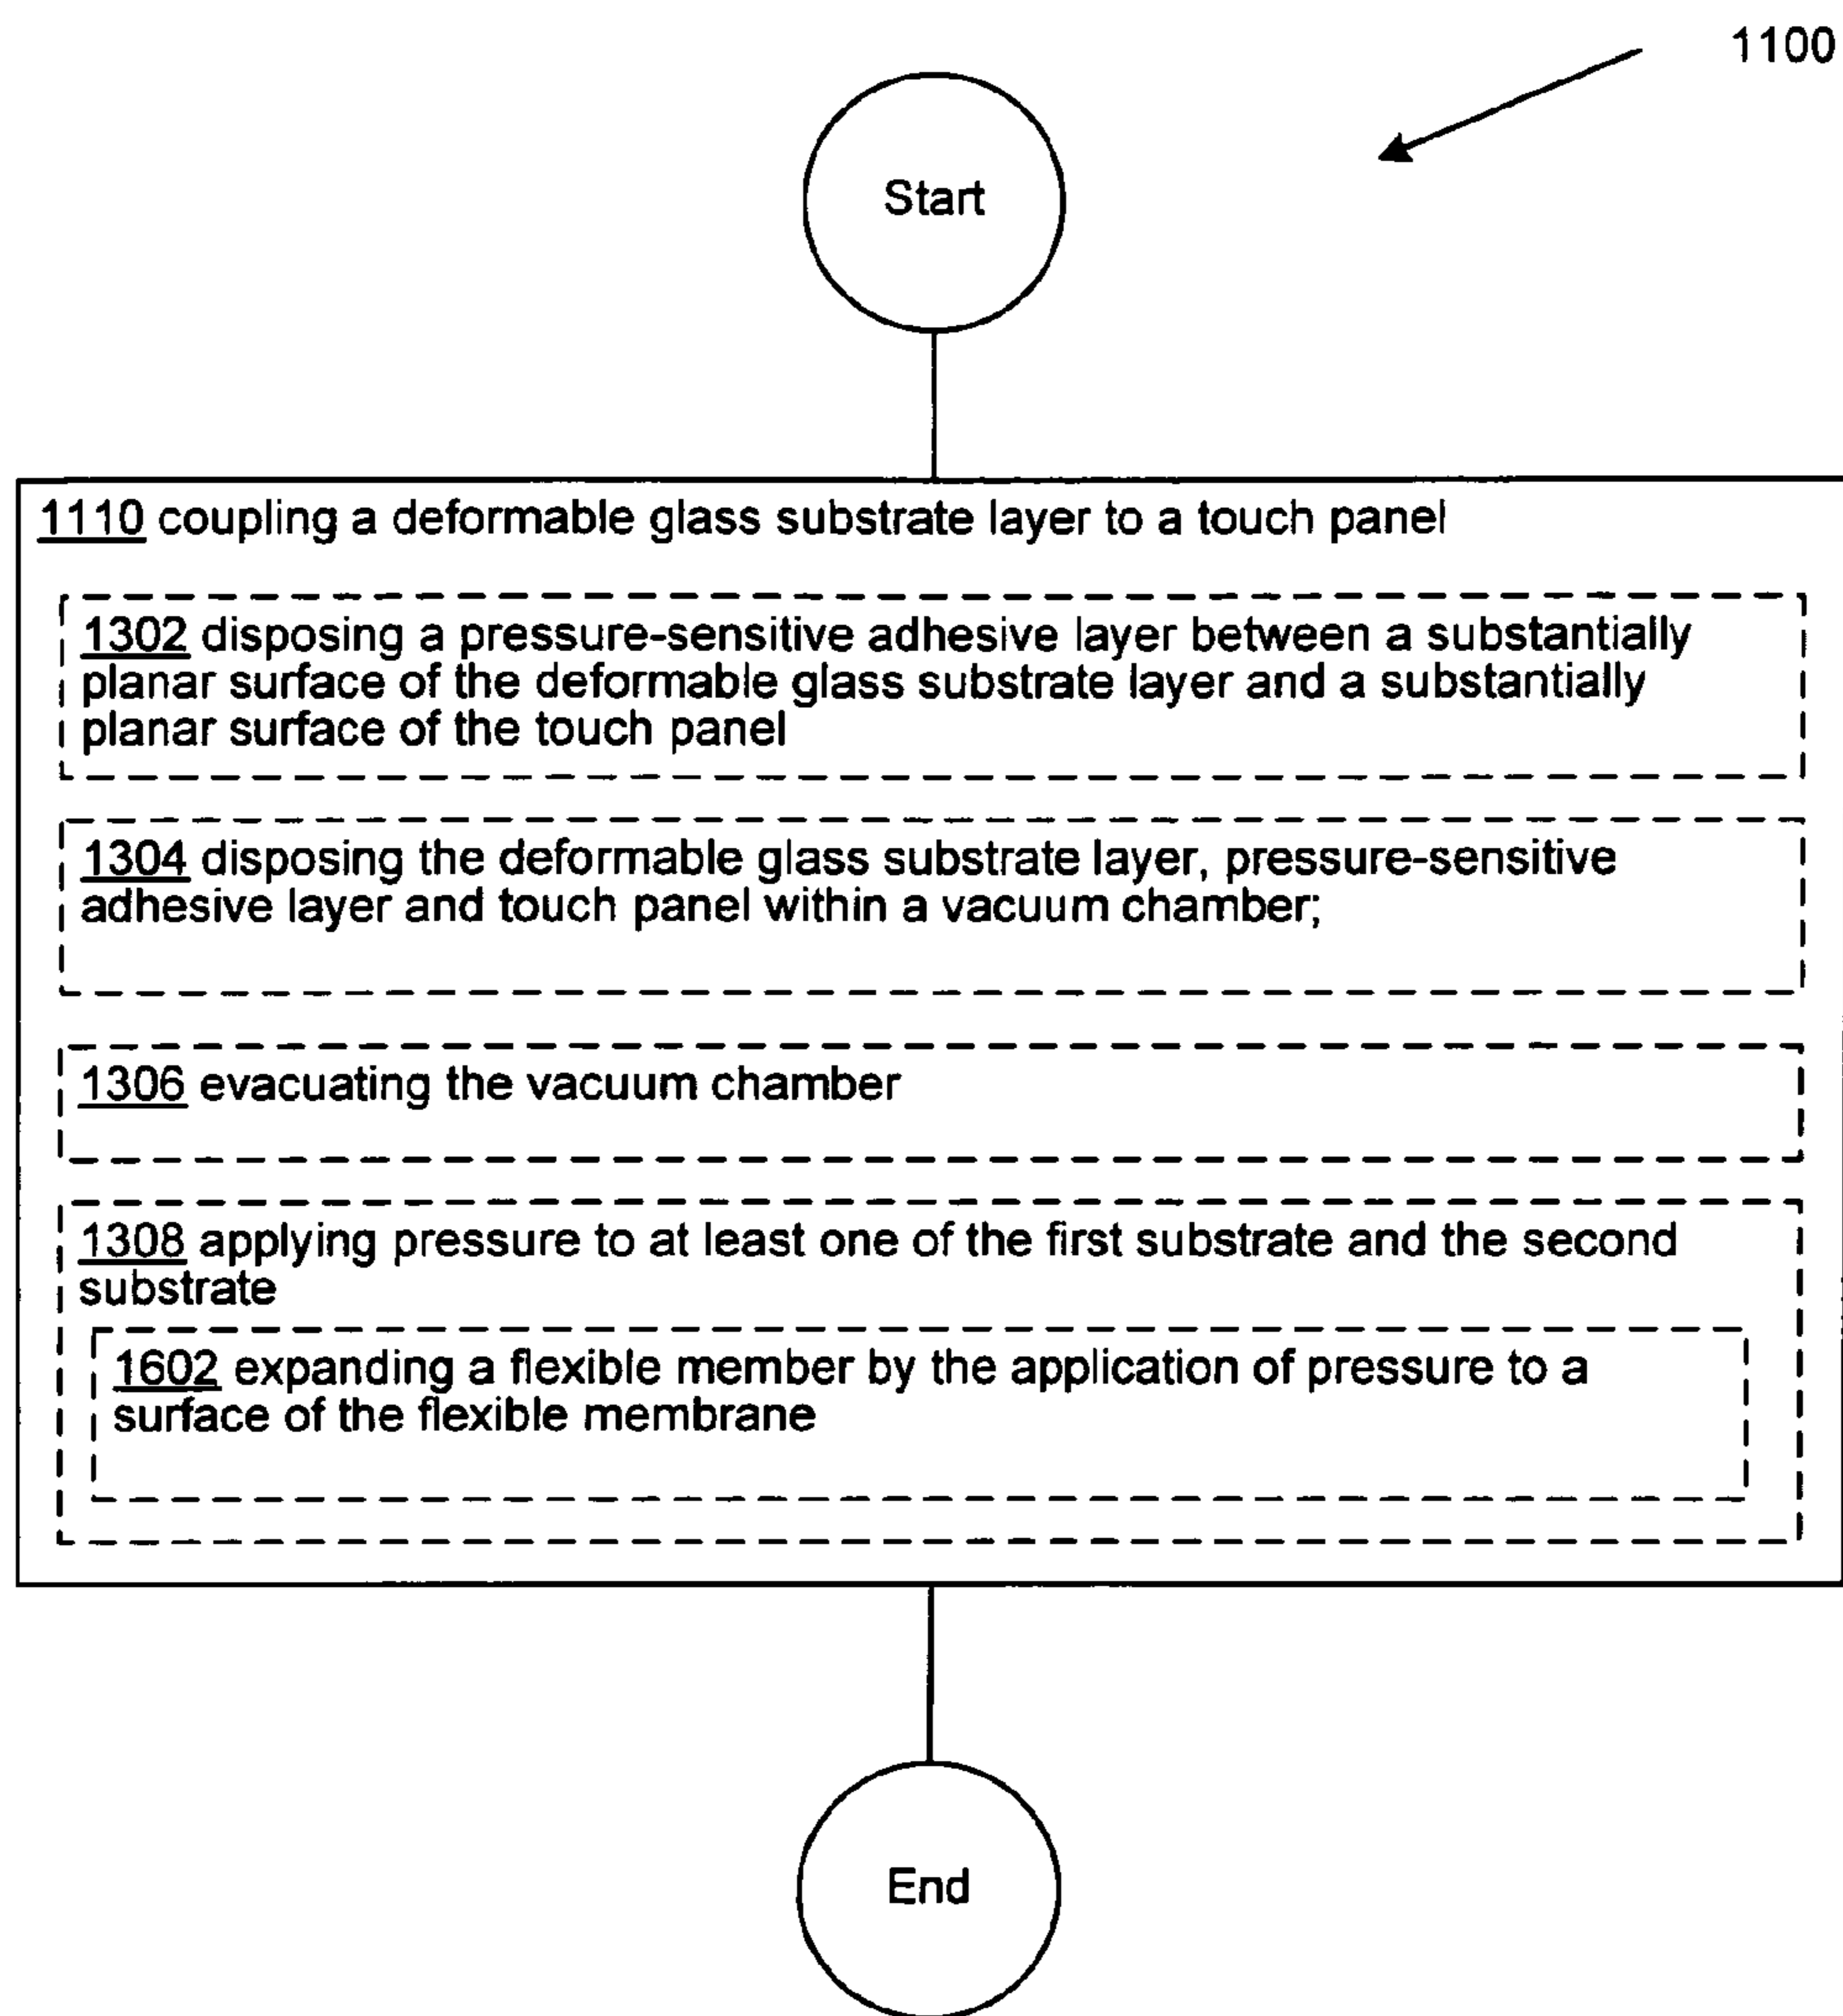 1100
Start
1110 coupling a deformable glass substrate layer to a touch panel
1302 disposing a pressure-sensitive adhesive layer between a substantially
planar surface of the deformable glass substrate layer and a substantially
planar surface of the touch panel
1304 disposing the deformable glass substrate layer, pressure-sensitive
adhesive layer and touch panel within a vacuum chamber;
1306 evacuating the vacuum chamber
1308 applying pressure to at least one of the first substrate and the second
substrate
1602 expanding a flexible member by the application of pressure to a
surface of the flexible membrane
End